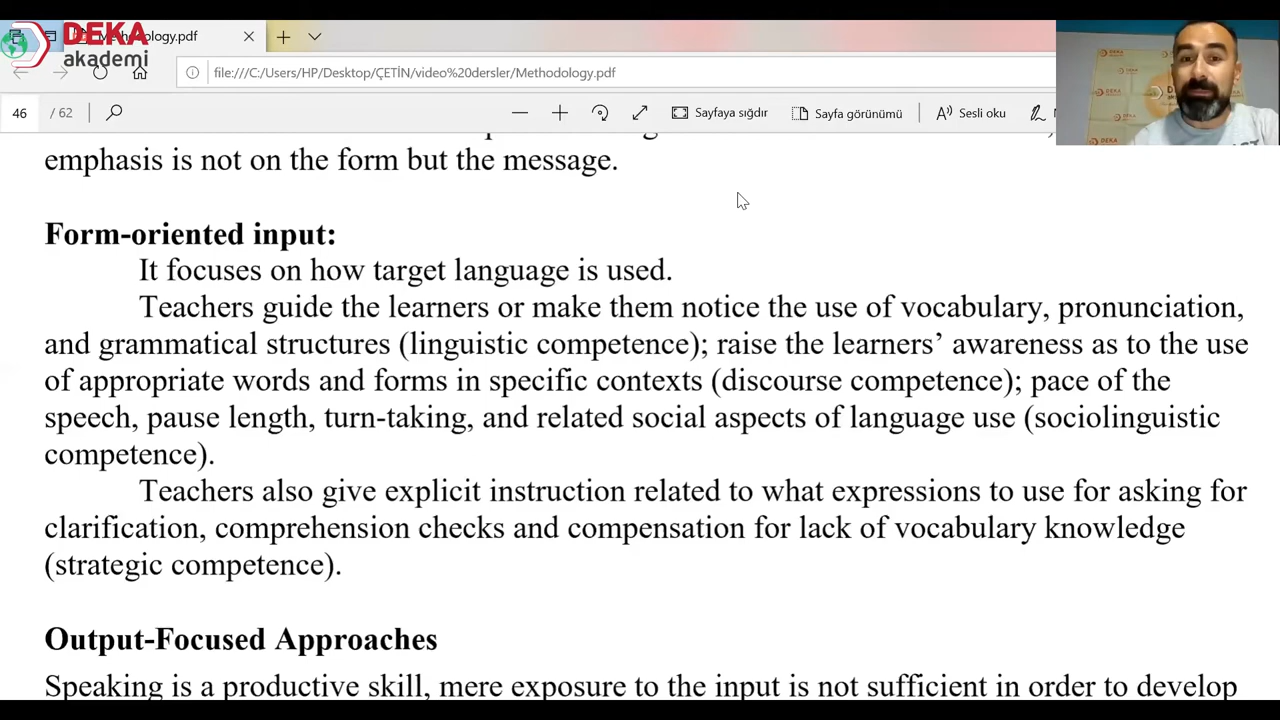 DEKA
akademi
Methodology.pdf
file:///C:/Users/HP/Desktop/ÇETİN/video%20dersler/Methodology.pdf
46 / 62 Sayfaya sığdır Sayfa görünümü Sesli oku
emphasis is not on the form but the message.
Form-oriented input:
It focuses on how target language is used.
Teachers guide the learners or make them notice the use of vocabulary, pronunciation,
and grammatical structures (linguistic competence); raise the learners’ awareness as to the use
of appropriate words and forms in specific contexts (discourse competence); pace of the
speech, pause length, turn-taking, and related social aspects of language use (sociolinguistic
competence).
Teachers also give explicit instruction related to what expressions to use for asking for
clarification, comprehension checks and compensation for lack of vocabulary knowledge
(strategic competence).
Output-Focused Approaches
Speaking is a productive skill, mere exposure to the input is not sufficient in order to develop